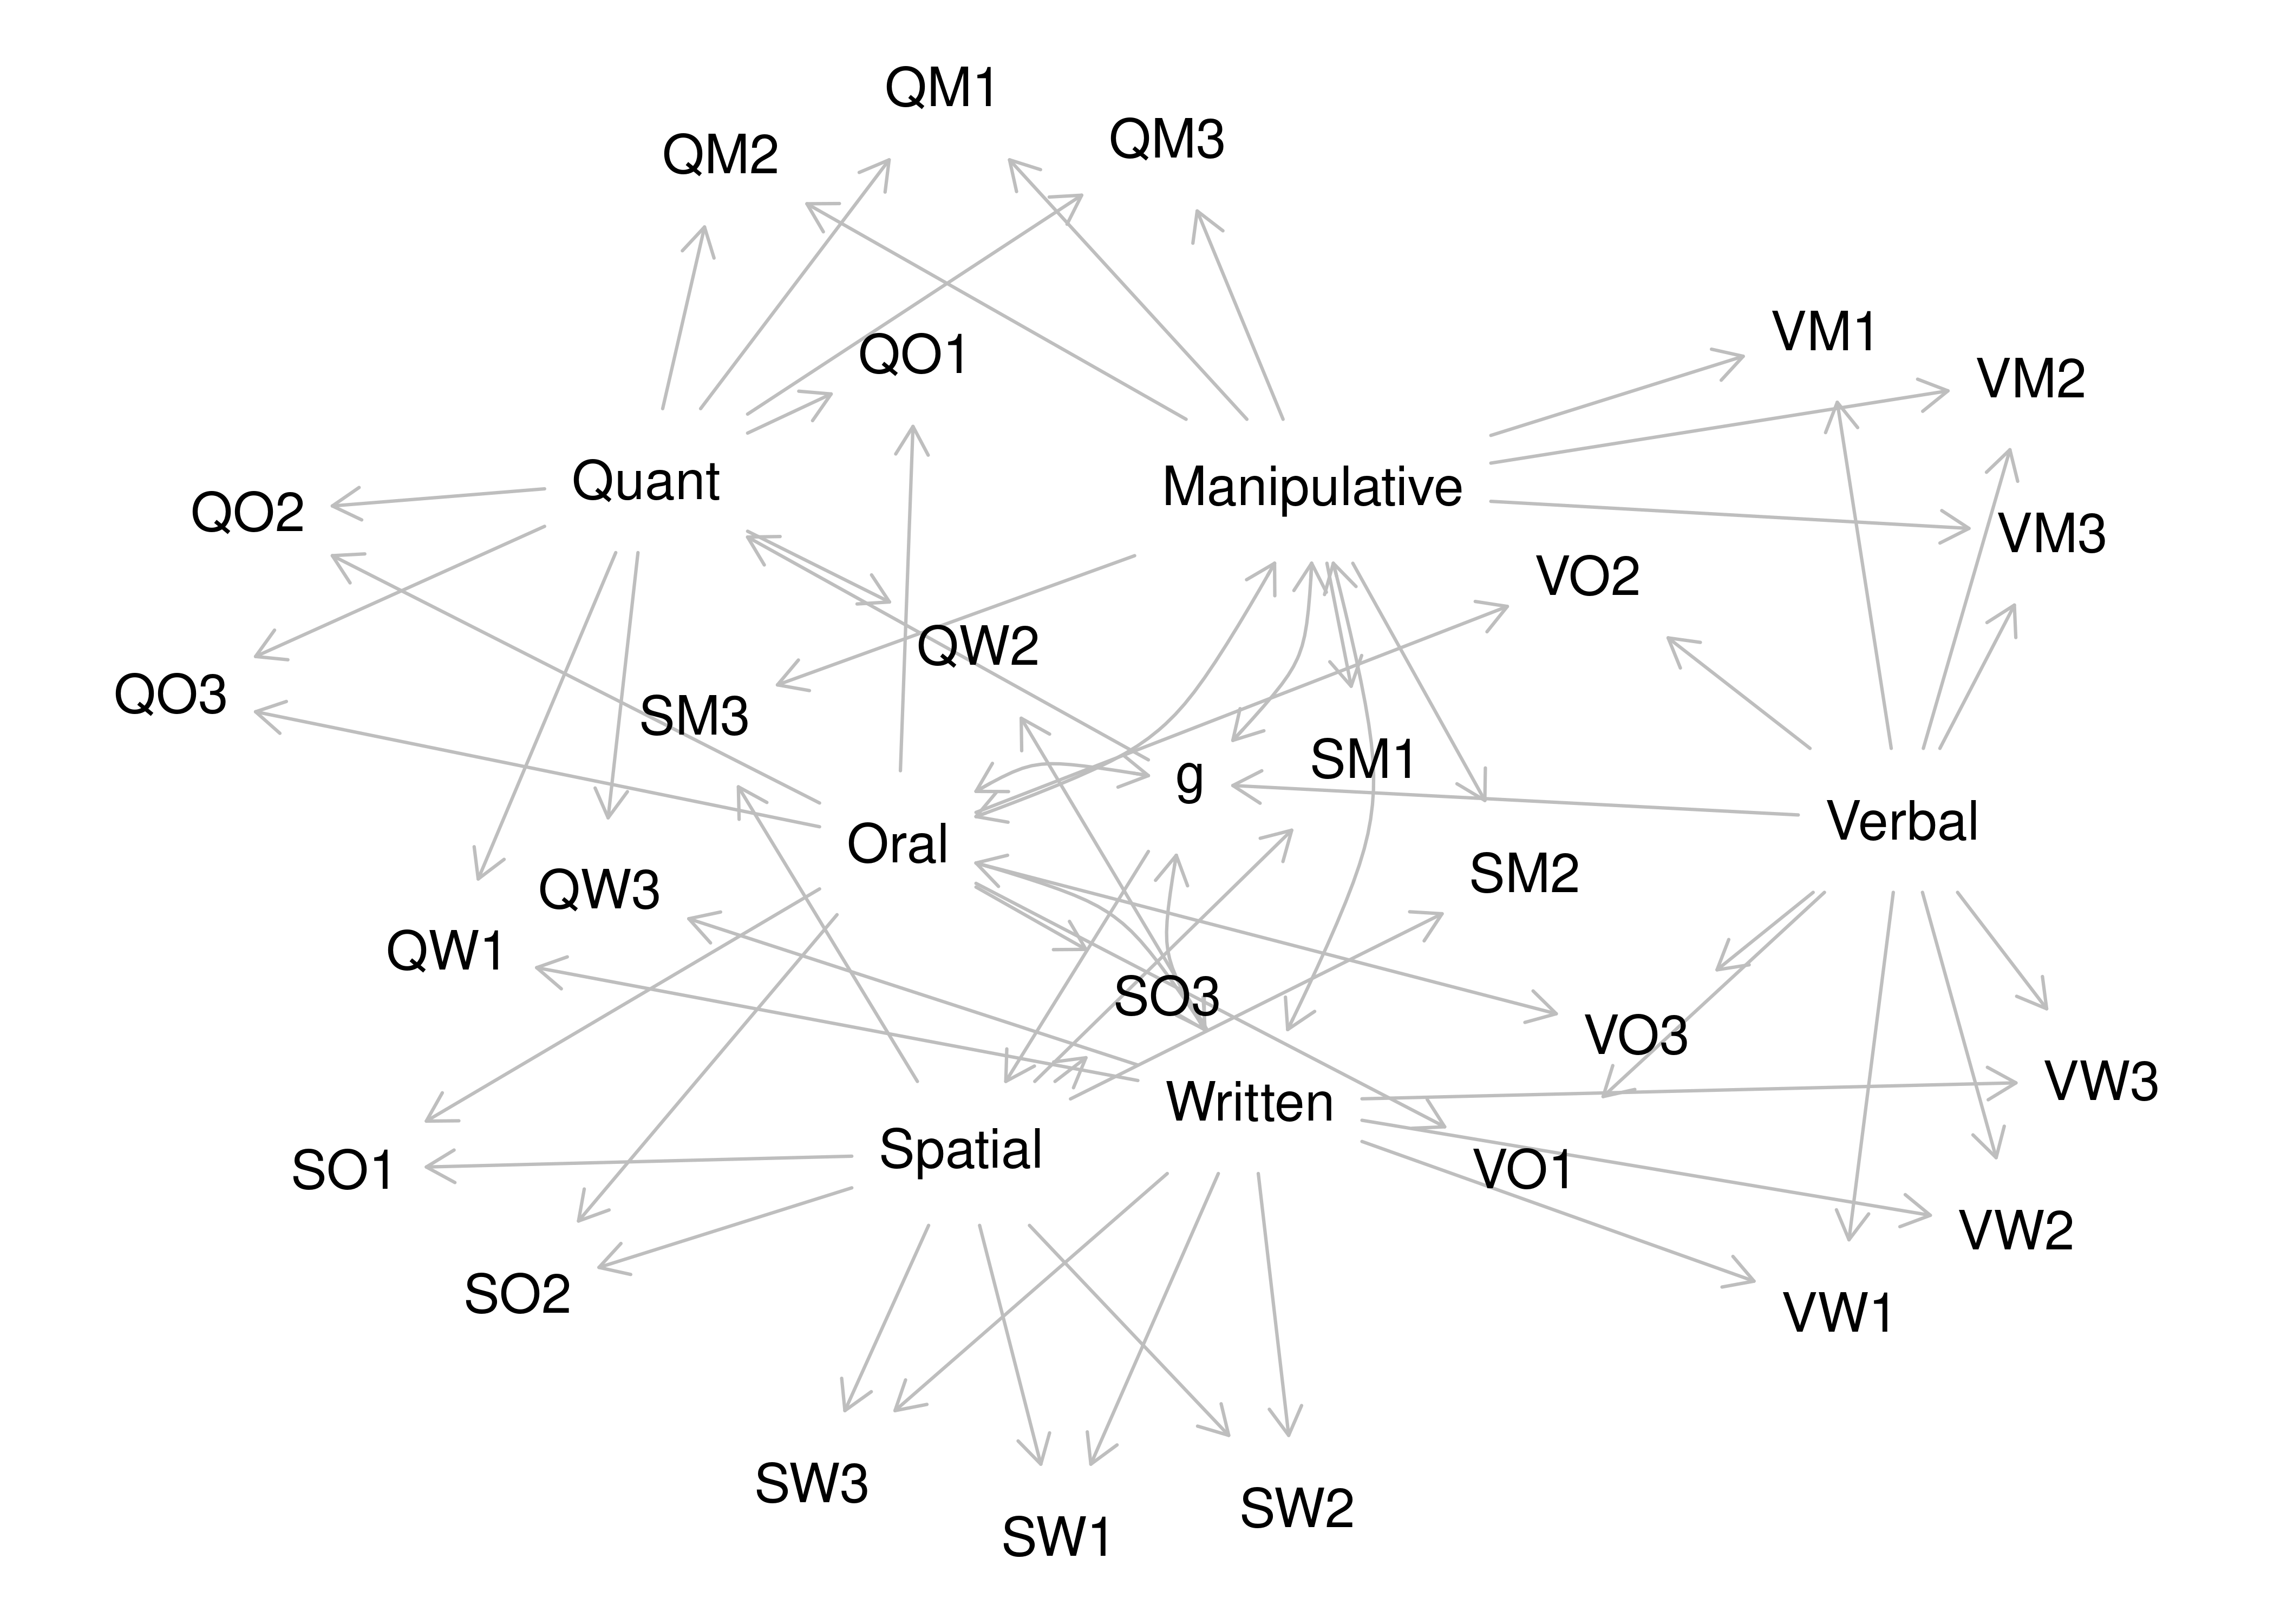 QM1
QM3
QM2
VM1
QO1
VM2
Quant
Manipulative
QO2
VM3
VO2
QW2
QO3
SM3
SM1
g
Verbal
Oral
SM2
QW3
QW1
SO3
VO3
VW3
Written
Spatial
SO1
VO1
VW2
SO2
VW1
SW3
SW2
SW1